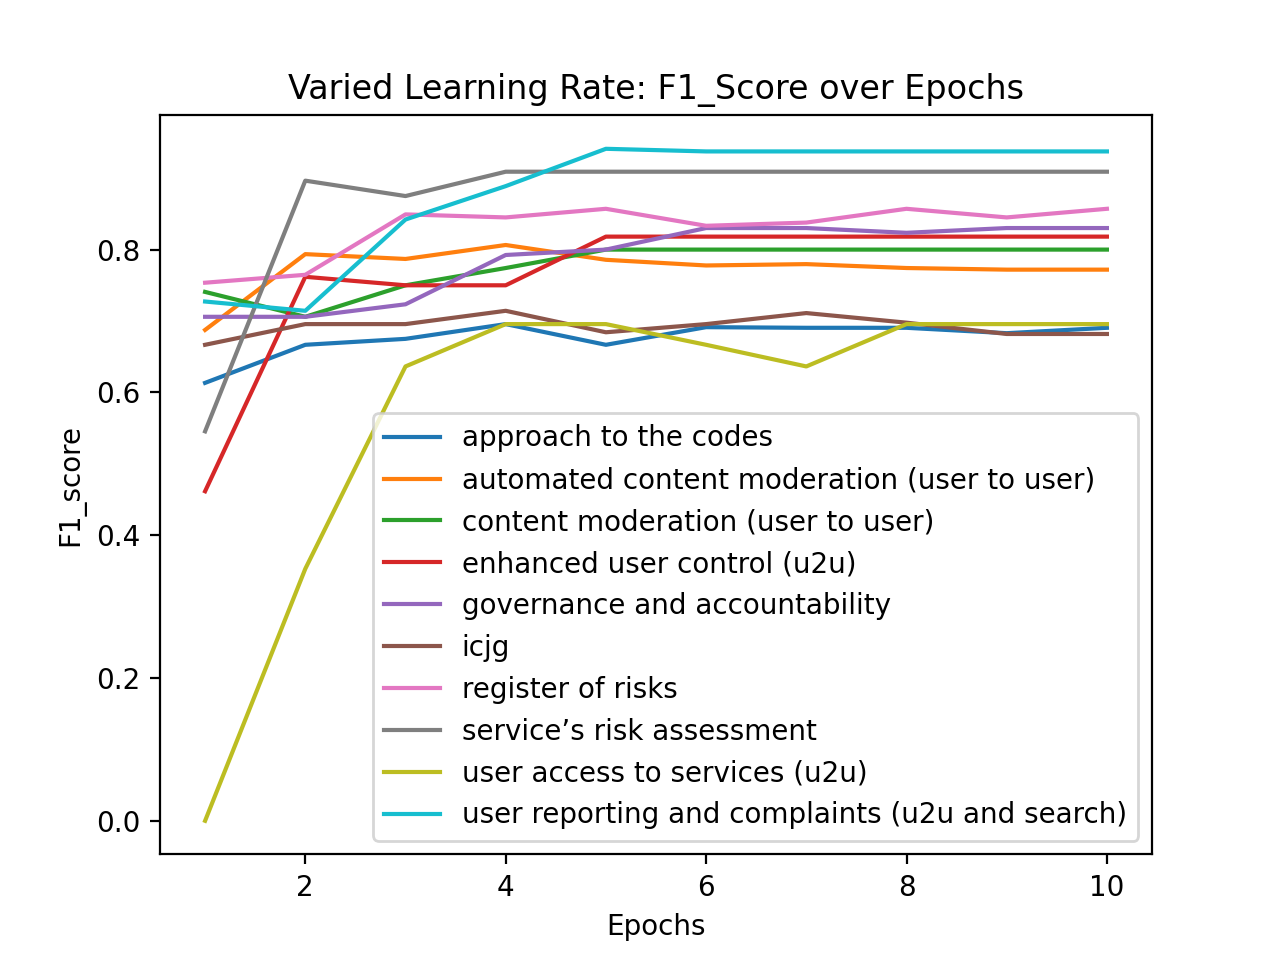 Varied Learning Rate: F1_Score over Epochs
F1_score
0.8
0.6
0.4
0.2
0.0
approach to the codes
automated content moderation (user to user)
content moderation (user to user)
enhanced user control (u2u)
governance and accountability
icjg
register of risks
service’s risk assessment
user access to services (u2u)
user reporting and complaints (u2u and search)
2 4 6 8 10
Epochs